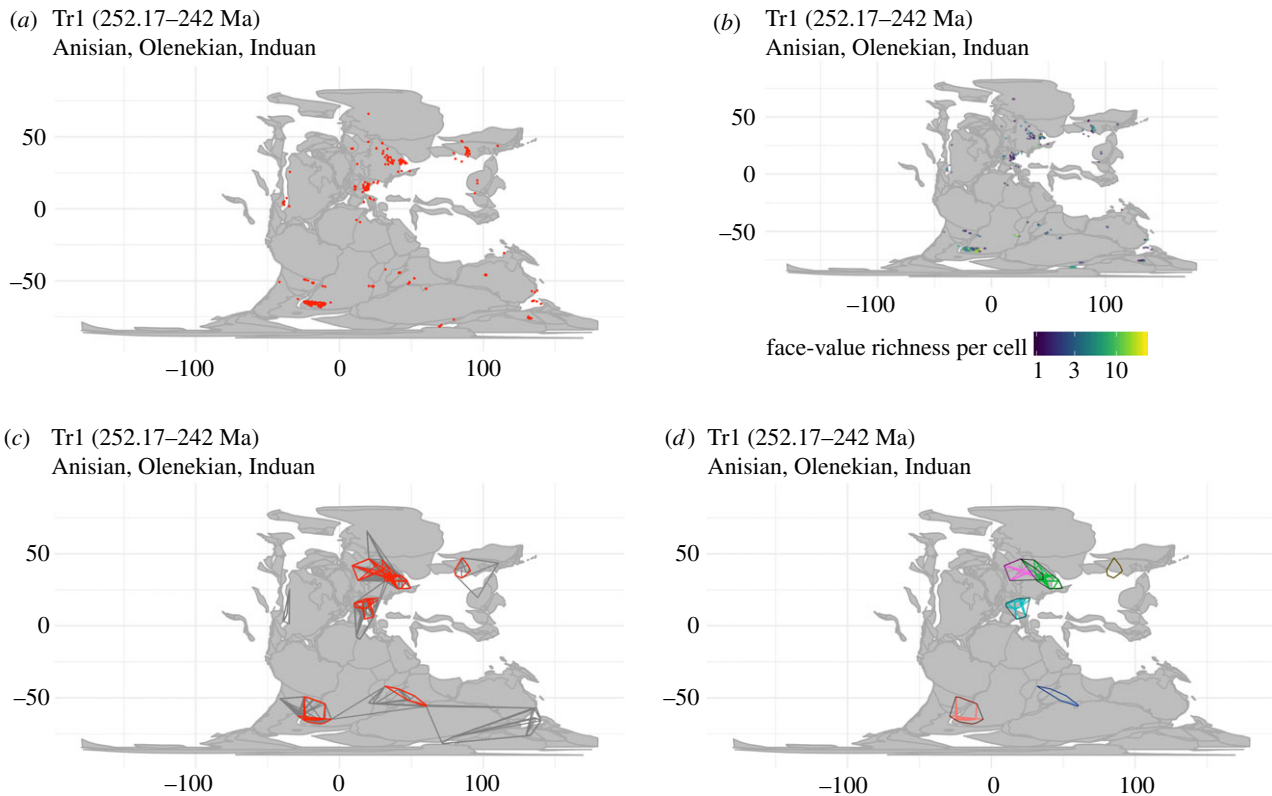 (a) Tr1 (252.17–242 Ma)
Anisian, Olenekian, Induan
50
0
–50
–100 0 100
(b) Tr1 (252.17–242 Ma)
Anisian, Olenekian, Induan
50
0
–50
–100 0 100
face-value richness per cell
1 3 10
(c) Tr1 (252.17–242 Ma)
Anisian, Olenekian, Induan
50
0
–50
–100 0 100
(d) Tr1 (252.17–242 Ma)
Anisian, Olenekian, Induan
–100 0 100
50
0
–50
–100 0 100